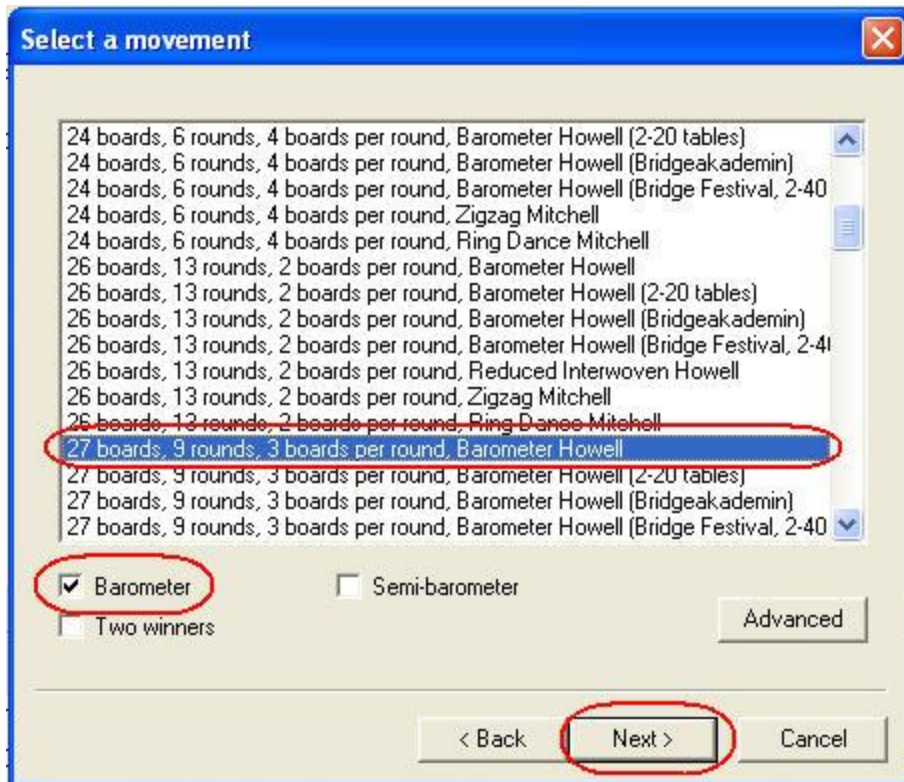 Select a movement
24 boards, 6 rounds, 4 boards per round, Barometer Howell (2-20 tables)
24 boards, 6 rounds, 4 boards per round, Barometer Howell (Bridgeakademin)
24 boards, 6 rounds, 4 boards per round, Barometer Howell (Bridge Festival, 2-40
24 boards, 6 rounds, 4 boards per round, Zigzag Mitchell
24 boards, 6 rounds, 4 boards per round, Ring Dance Mitchell
26 boards, 13 rounds, 2 boards per round, Barometer Howell
26 boards, 13 rounds, 2 boards per round, Barometer Howell (2-20 tables)
26 boards, 13 rounds, 2 boards per round, Barometer Howell (Bridgeakademin)
26 boards, 13 rounds, 2 boards per round, Barometer Howell (Bridge Festival, 2-40
26 boards, 13 rounds, 2 boards per round, Reduced Interwoven Howell
26 boards, 13 rounds, 2 boards per round, Zigzag Mitchell
26 boards, 13 rounds, 2 boards per round, Ring Dance Mitchell
27 boards, 9 rounds, 3 boards per round, Barometer Howell
27 boards, 9 rounds, 3 boards per round, Barometer Howell (2-20 tables)
27 boards, 9 rounds, 3 boards per round, Barometer Howell (Bridgeakademin)
27 boards, 9 rounds, 3 boards per round, Barometer Howell (Bridge Festival, 2-40
Barometer Semi-barometer
Two winners
Advanced
< Back Next > Cancel